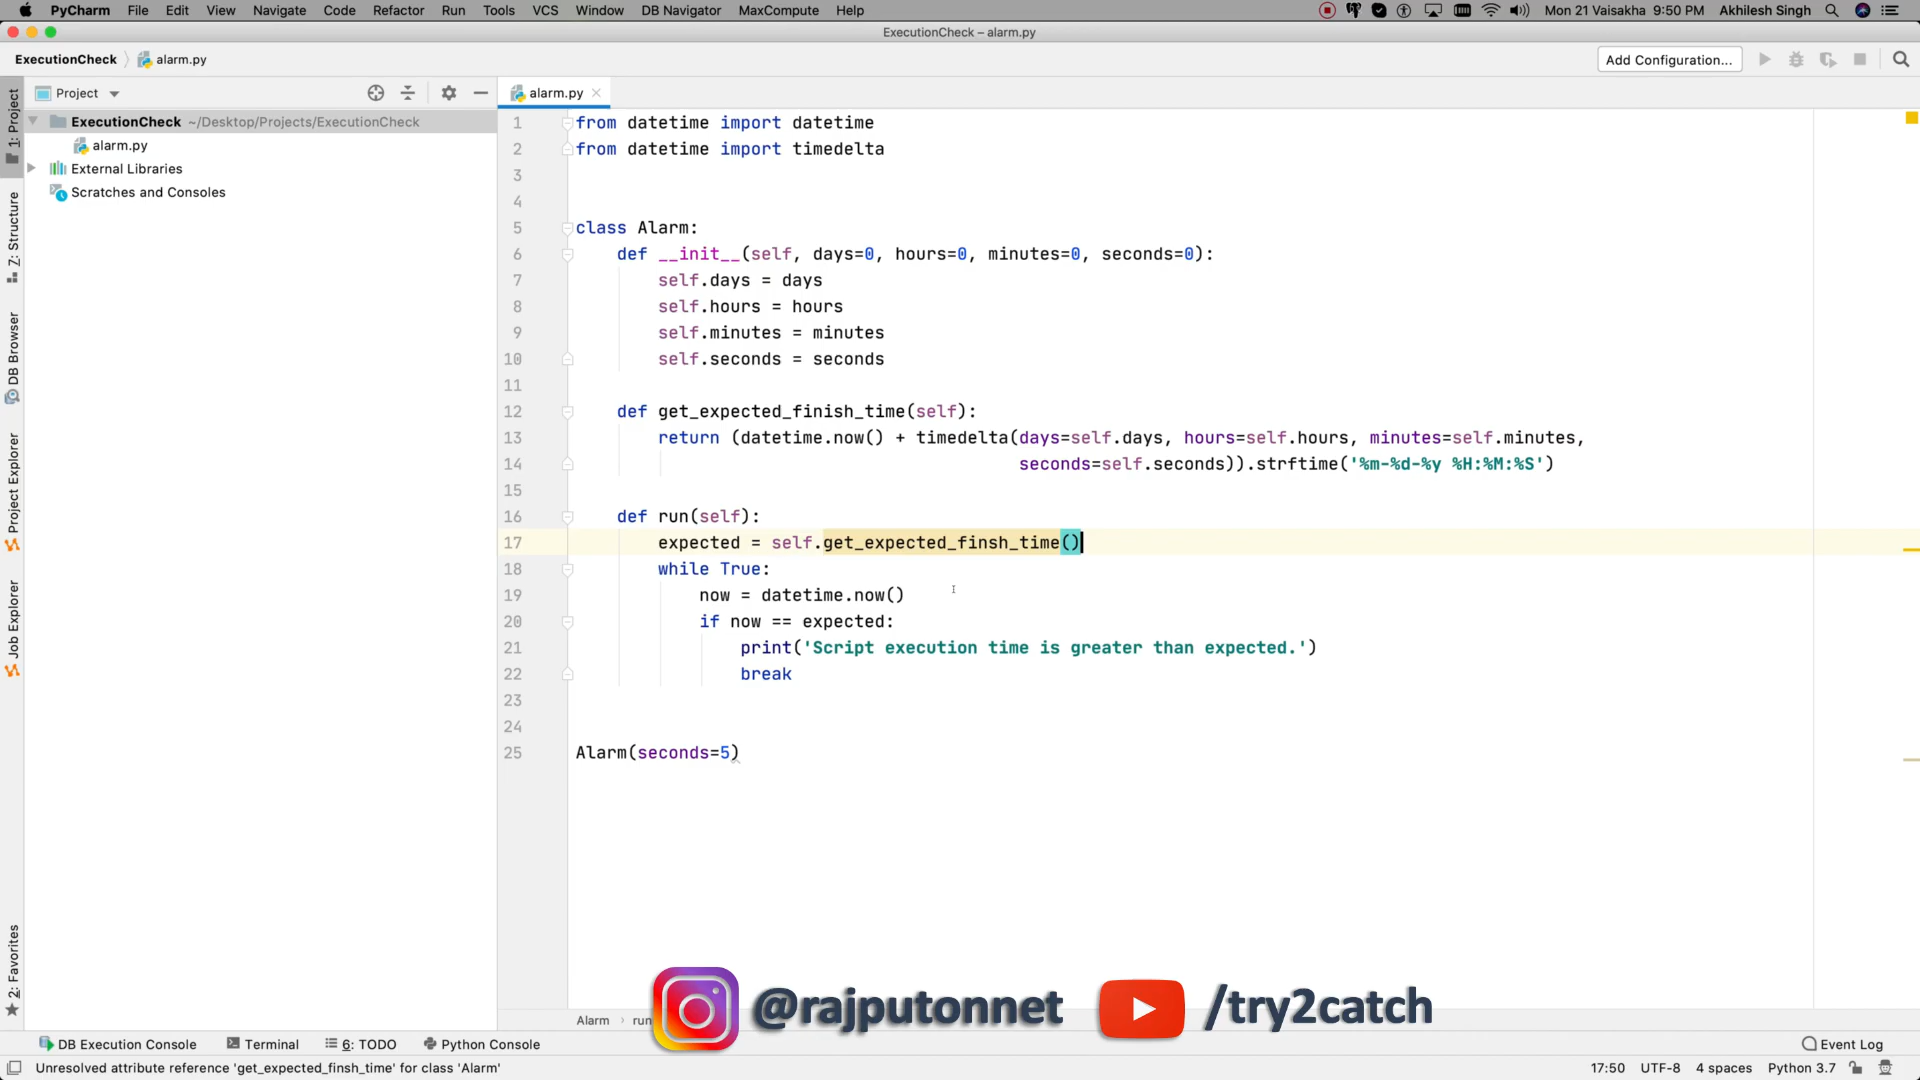 PyCharm File Edit View Navigate Code Refactor Run Tools VCS Window DB Navigator MaxCompute Help Mon 21 Vaisakha 9:50 PM Akhilesh Singh
ExecutionCheck – alarm.py
ExecutionCheck alarm.py Add Configuration...
Project alarm.py
ExecutionCheck ~/Desktop/Projects/ExecutionCheck
alarm.py
External Libraries
Scratches and Consoles
1: Project
Z: Structure
DB Browser
Project Explorer
Job Explorer
2: Favorites
1 from datetime import datetime
2 from datetime import timedelta
3
4
5 class Alarm:
6 def __init__(self, days=0, hours=0, minutes=0, seconds=0):
7 self.days = days
8 self.hours = hours
9 self.minutes = minutes
10 self.seconds = seconds
11
12 def get_expected_finish_time(self):
13 return (datetime.now() + timedelta(days=self.days, hours=self.hours, minutes=self.minutes,
14 seconds=self.seconds)).strftime('%m-%d-%y %H:%M:%S')
15
16 def run(self):
17 expected = self.get_expected_finsh_time()
18 while True:
19 now = datetime.now()
20 if now == expected:
21 print('Script execution time is greater than expected.')
22 break
23
24
25 Alarm(seconds=5)
Alarm run
@rajputonnet /try2catch
DB Execution Console Terminal 6: TODO Python Console Event Log
Unresolved attribute reference 'get_expected_finsh_time' for class 'Alarm' 17:50 UTF-8 4 spaces Python 3.7